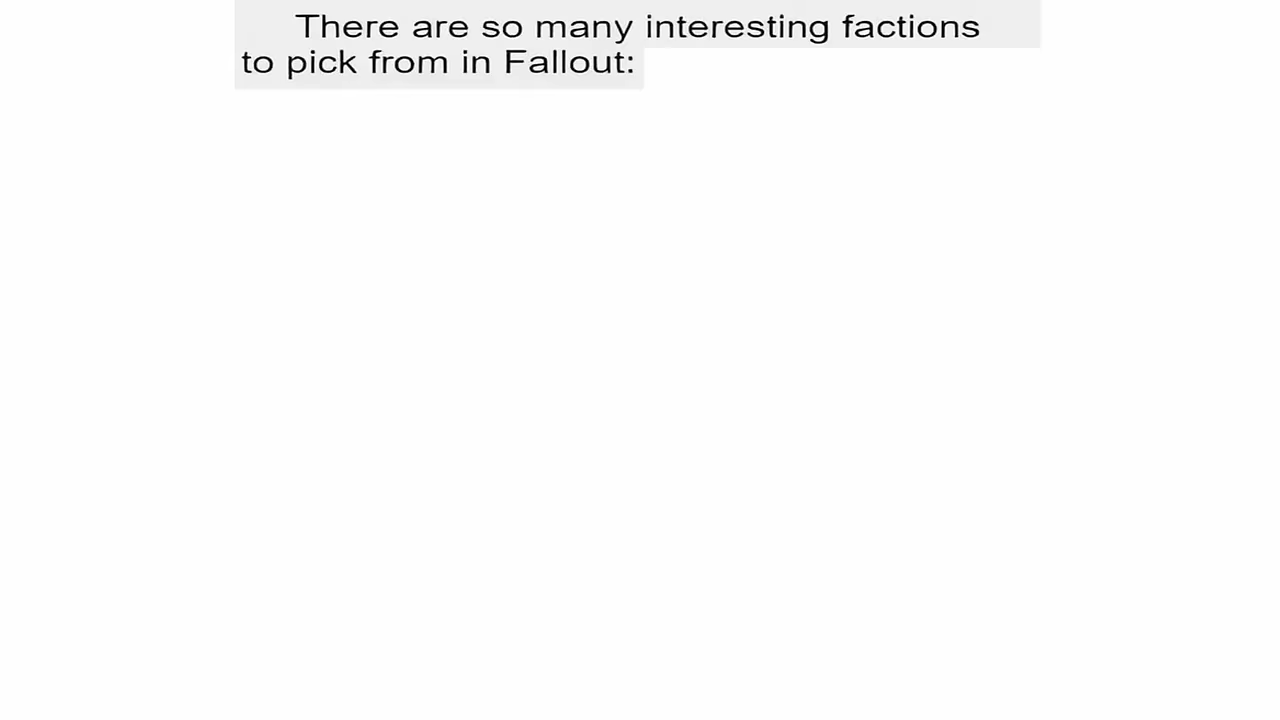 There are so many interesting factions
to pick from in Fallout: